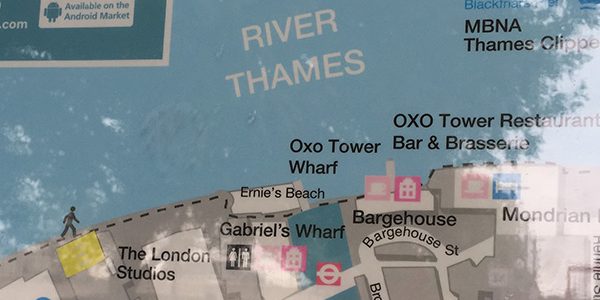 .com
Available on the
Android Market
RIVER
THAMES
MBNA
Thames Clippe
OXO Tower Restaurant
Bar & Brasserie
Oxo Tower
Wharf
Ernie's Beach
Gabriel's Wharf
Bargehouse
Mondrian
Bargehouse St
The London
Studios